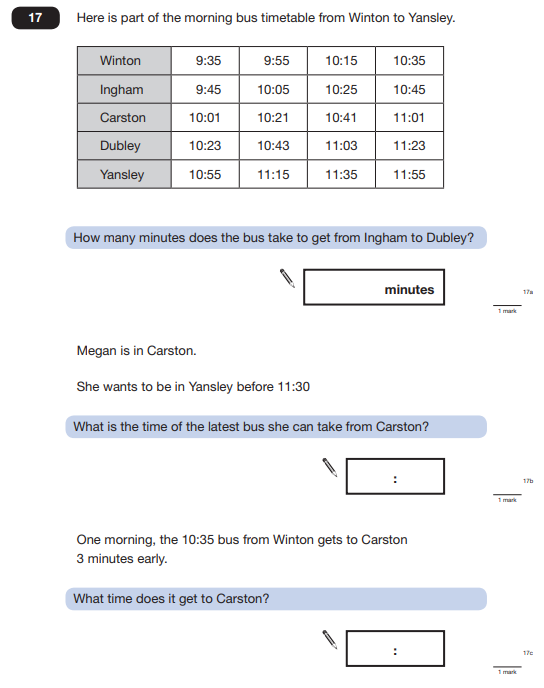 17
Here is part of the morning bus timetable from Winton to Yansley.
Winton 9:35 9:55 10:15 10:35
Ingham 9:45 10:05 10:25 10:45
Carston 10:01 10:21 10:41 11:01
Dubley 10:23 10:43 11:03 11:23
Yansley 10:55 11:15 11:35 11:55
How many minutes does the bus take to get from Ingham to Dubley?
minutes
17a
1 mark
Megan is in Carston.
She wants to be in Yansley before 11:30
What is the time of the latest bus she can take from Carston?
:
17b
1 mark
One morning, the 10:35 bus from Winton gets to Carston
3 minutes early.
What time does it get to Carston?
:
17c
1 mark